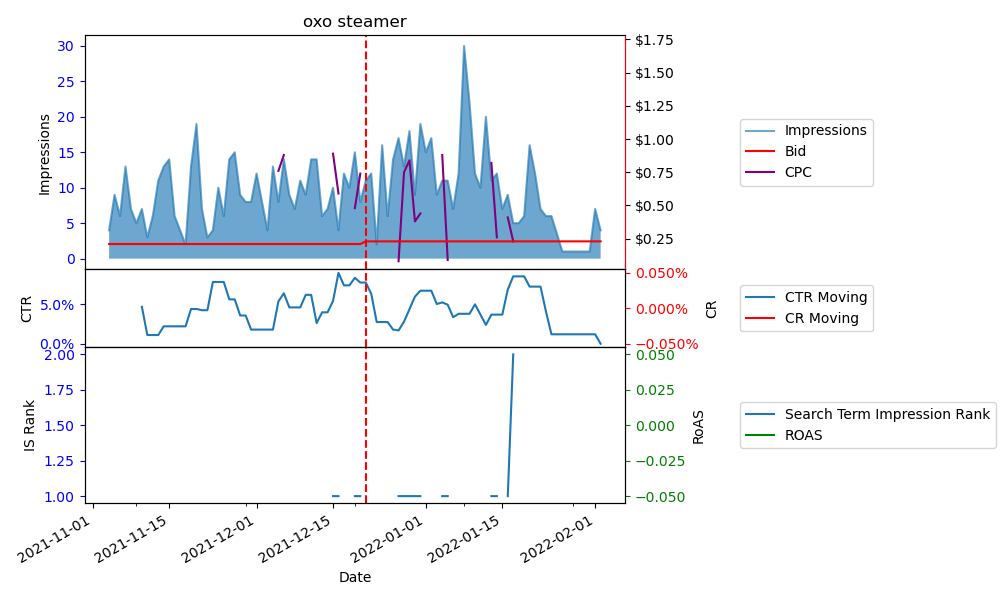 oxo steamer
Impressions
30
25
20
15
10
5
0
$1.75
$1.50
$1.25
$1.00
$0.75
$0.50
$0.25
Impressions
Bid
CPC
CTR
5.0%
0.0%
0.050%
0.000%
−0.050%
CR
CTR Moving
CR Moving
IS Rank
2.00
1.75
1.50
1.25
1.00
0.050
0.025
0.000
−0.025
−0.050
RoAS
Search Term Impression Rank
ROAS
2021-11-01
2021-11-15
2021-12-01
2021-12-15
2022-01-01
2022-01-15
2022-02-01
Date